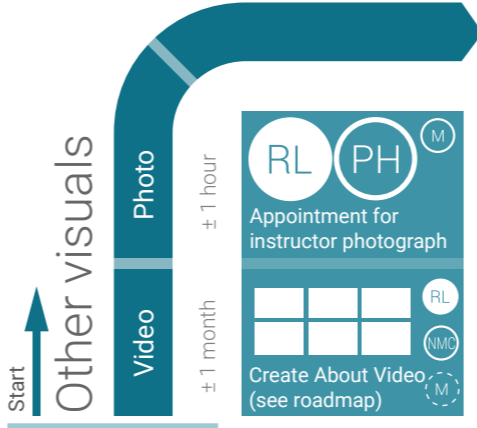 Start
Other visuals
Photo
± 1 hour
RL
PH
M
Appointment for
instructor photograph
Video
± 1 month
RL
NMC
Create About Video
(see roadmap)
M